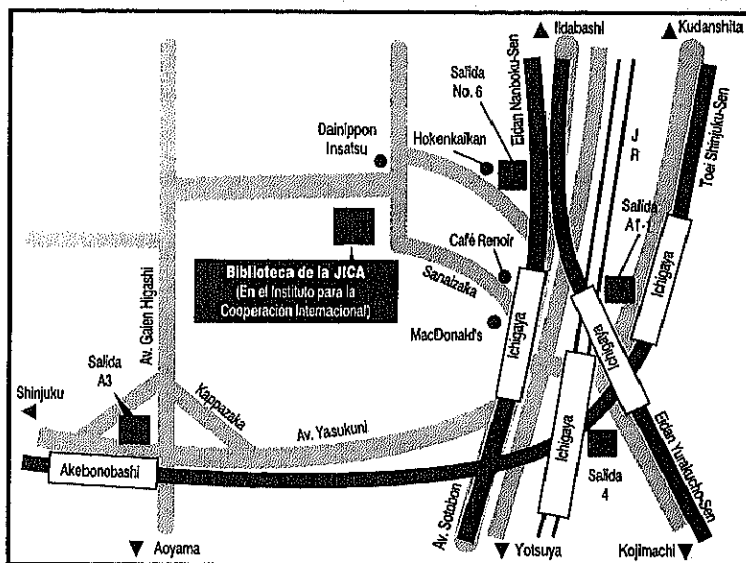 Iidabashi
Kudanshita
Salida
No. 6
Eidan Nanboku-Sen
Dainippon
Insatsu
Hokenkaikan
J R
Toei Shinjuku-Sen
Salida
A1-1
Café Renoir
Biblioteca de la JICA
(En el Instituto para la
Cooperación Internacional)
Sanaizaka
MacDonald's
Ichigaya
Ichigaya
Ichigaya
Ichigaya
Av. Gaien Higashi
Salida
A3
Shinjuku
Kappazaka
Av. Yasukuni
Akebonobashi
Salida
4
Eidan Yurakucho-Sen
Av. Sotobori
Aoyama
Yotsuya
Kojimachi